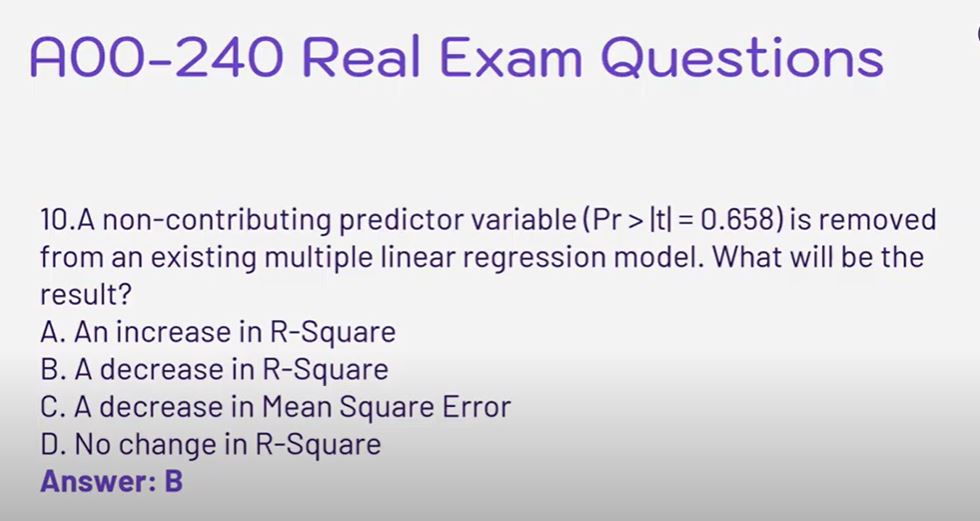 A00-240 Real Exam Questions
10.A non-contributing predictor variable (Pr > |t| = 0.658) is removed
from an existing multiple linear regression model. What will be the
result?
A. An increase in R-Square
B. A decrease in R-Square
C. A decrease in Mean Square Error
D. No change in R-Square
Answer: B